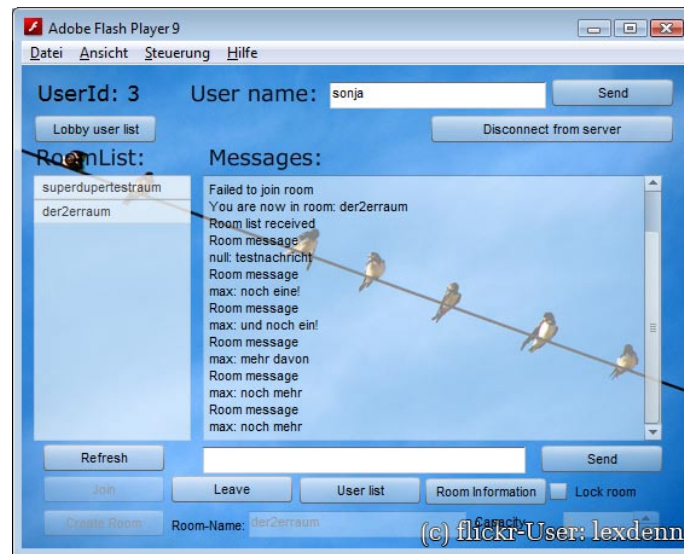 Adobe Flash Player 9
Datei Ansicht Steuerung Hilfe
UserId: 3 User name: sonja Send
Lobby user list Disconnect from server
RoomList: Messages:
superdupertestraum
der2erraum
Failed to join room
You are now in room: der2erraum
Room list received
Room message
null: testnachricht
Room message
max: noch eine!
Room message
max: und noch ein!
Room message
max: mehr davon
Room message
max: noch mehr
Room message
max: noch mehr
Refresh Send
Join Leave User list Room Information Lock room
Create Room Room-Name: der2erraum Capacity
(c) flickr-User: lexdenn